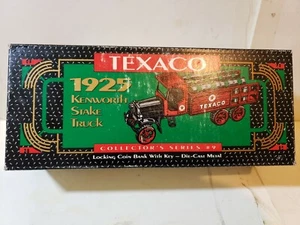 TEXACO
1925
KENWORTH
STAKE
TRUCK
TEXACO
COLLECTOR'S SERIES #9
LOCKING COIN BANK WITH KEY – DIE-CAST METAL